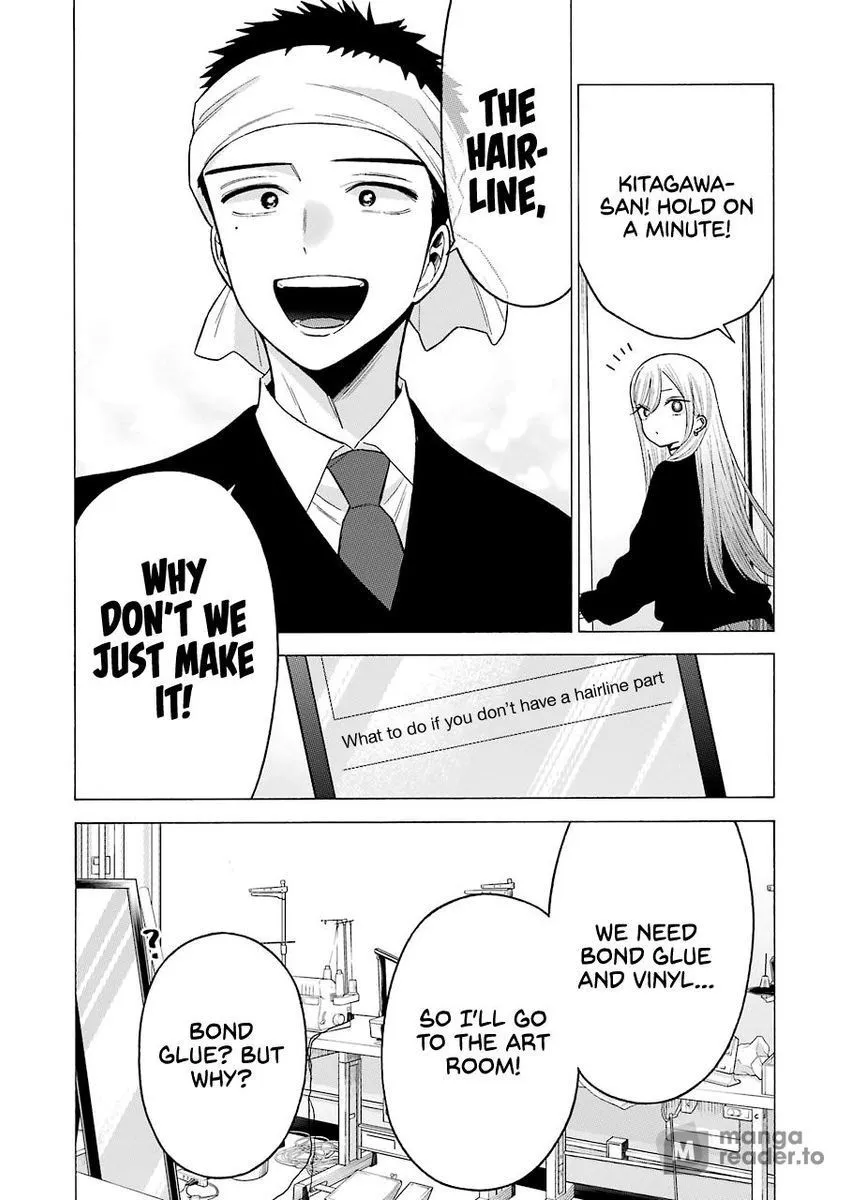 KITAGAWA-
SAN! HOLD ON
A MINUTE!
THE
HAIR-
LINE,
WHY
DON'T WE
JUST MAKE
IT!
What to do if you don't have a hairline part
WE NEED
BOND GLUE
AND VINYL...
SO I'LL GO
TO THE ART
ROOM!
?
BOND
GLUE? BUT
WHY?
M manga
reader.to